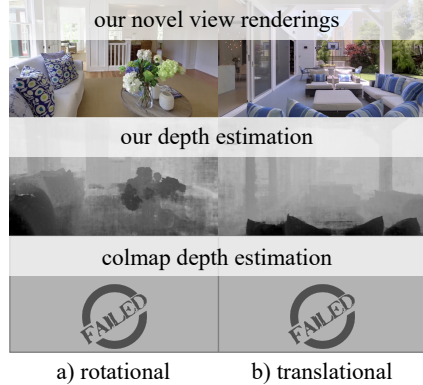 our novel view renderings
our depth estimation
colmap depth estimation
FAILED FAILED
a) rotational b) translational